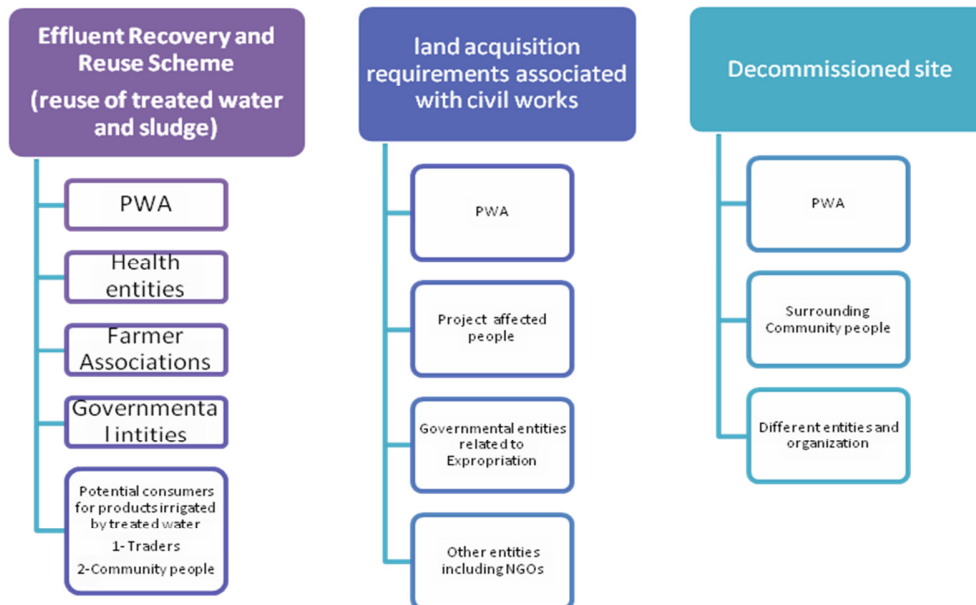 Effluent Recovery and
Reuse Scheme
(reuse of treated water
and sludge)
PWA
Health
entities
Farmer
Associations
Governmenta
l intities
Potential consumers
for products irrigated
by treated water
1- Traders
2-Community people
land acquisition
requirements associated
with civil works
PWA
Project affected
people
Governmental entities
related to
Expropriation
Other entities
including NGOs
Decommissioned site
PWA
Surrounding
Community people
Different entities and
organization